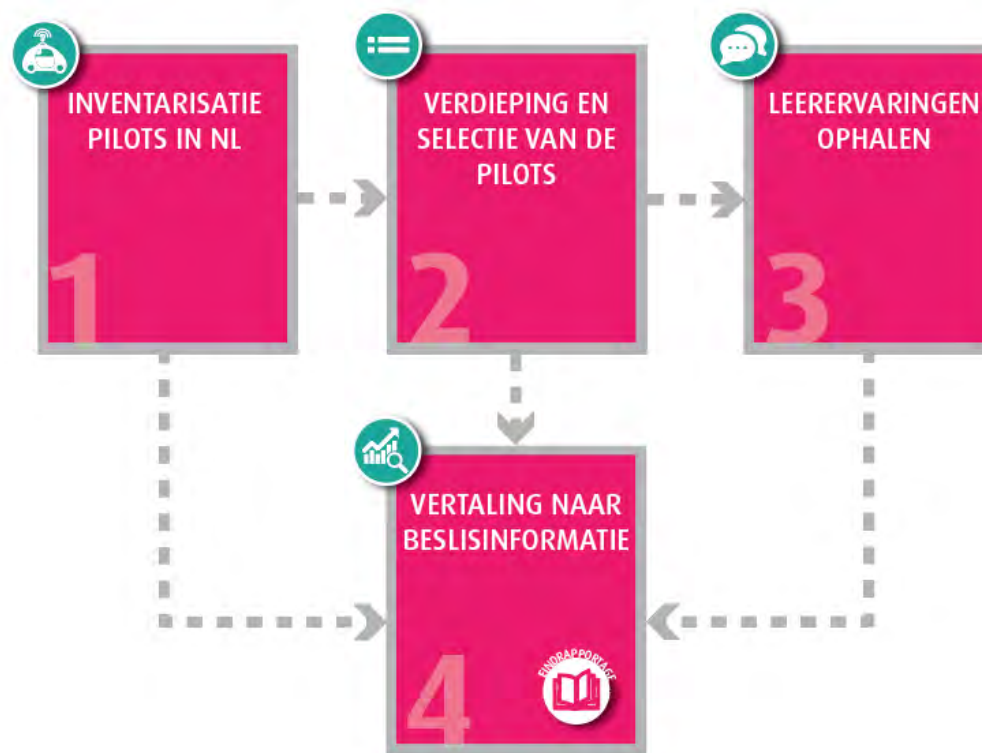 INVENTARISATIE
PILOTS IN NL
1
VERDIEPING EN
SELECTIE VAN DE
PILOTS
2
LEERERVARINGEN
OPHALEN
3
VERTALING NAAR
BESLISINFORMATIE
4
EINDRAPPORTAGE